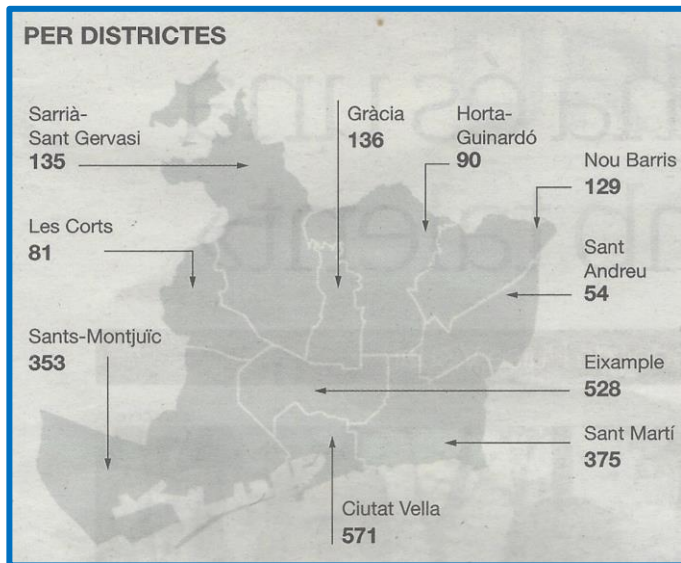 PER DISTRICTES
Sarrià-
Sant Gervasi
135
Gràcia
136
Horta-
Guinardó
90
Nou Barris
129
Les Corts
81
Sant
Andreu
54
Sants-Montjuïc
353
Eixample
528
Sant Martí
375
Ciutat Vella
571